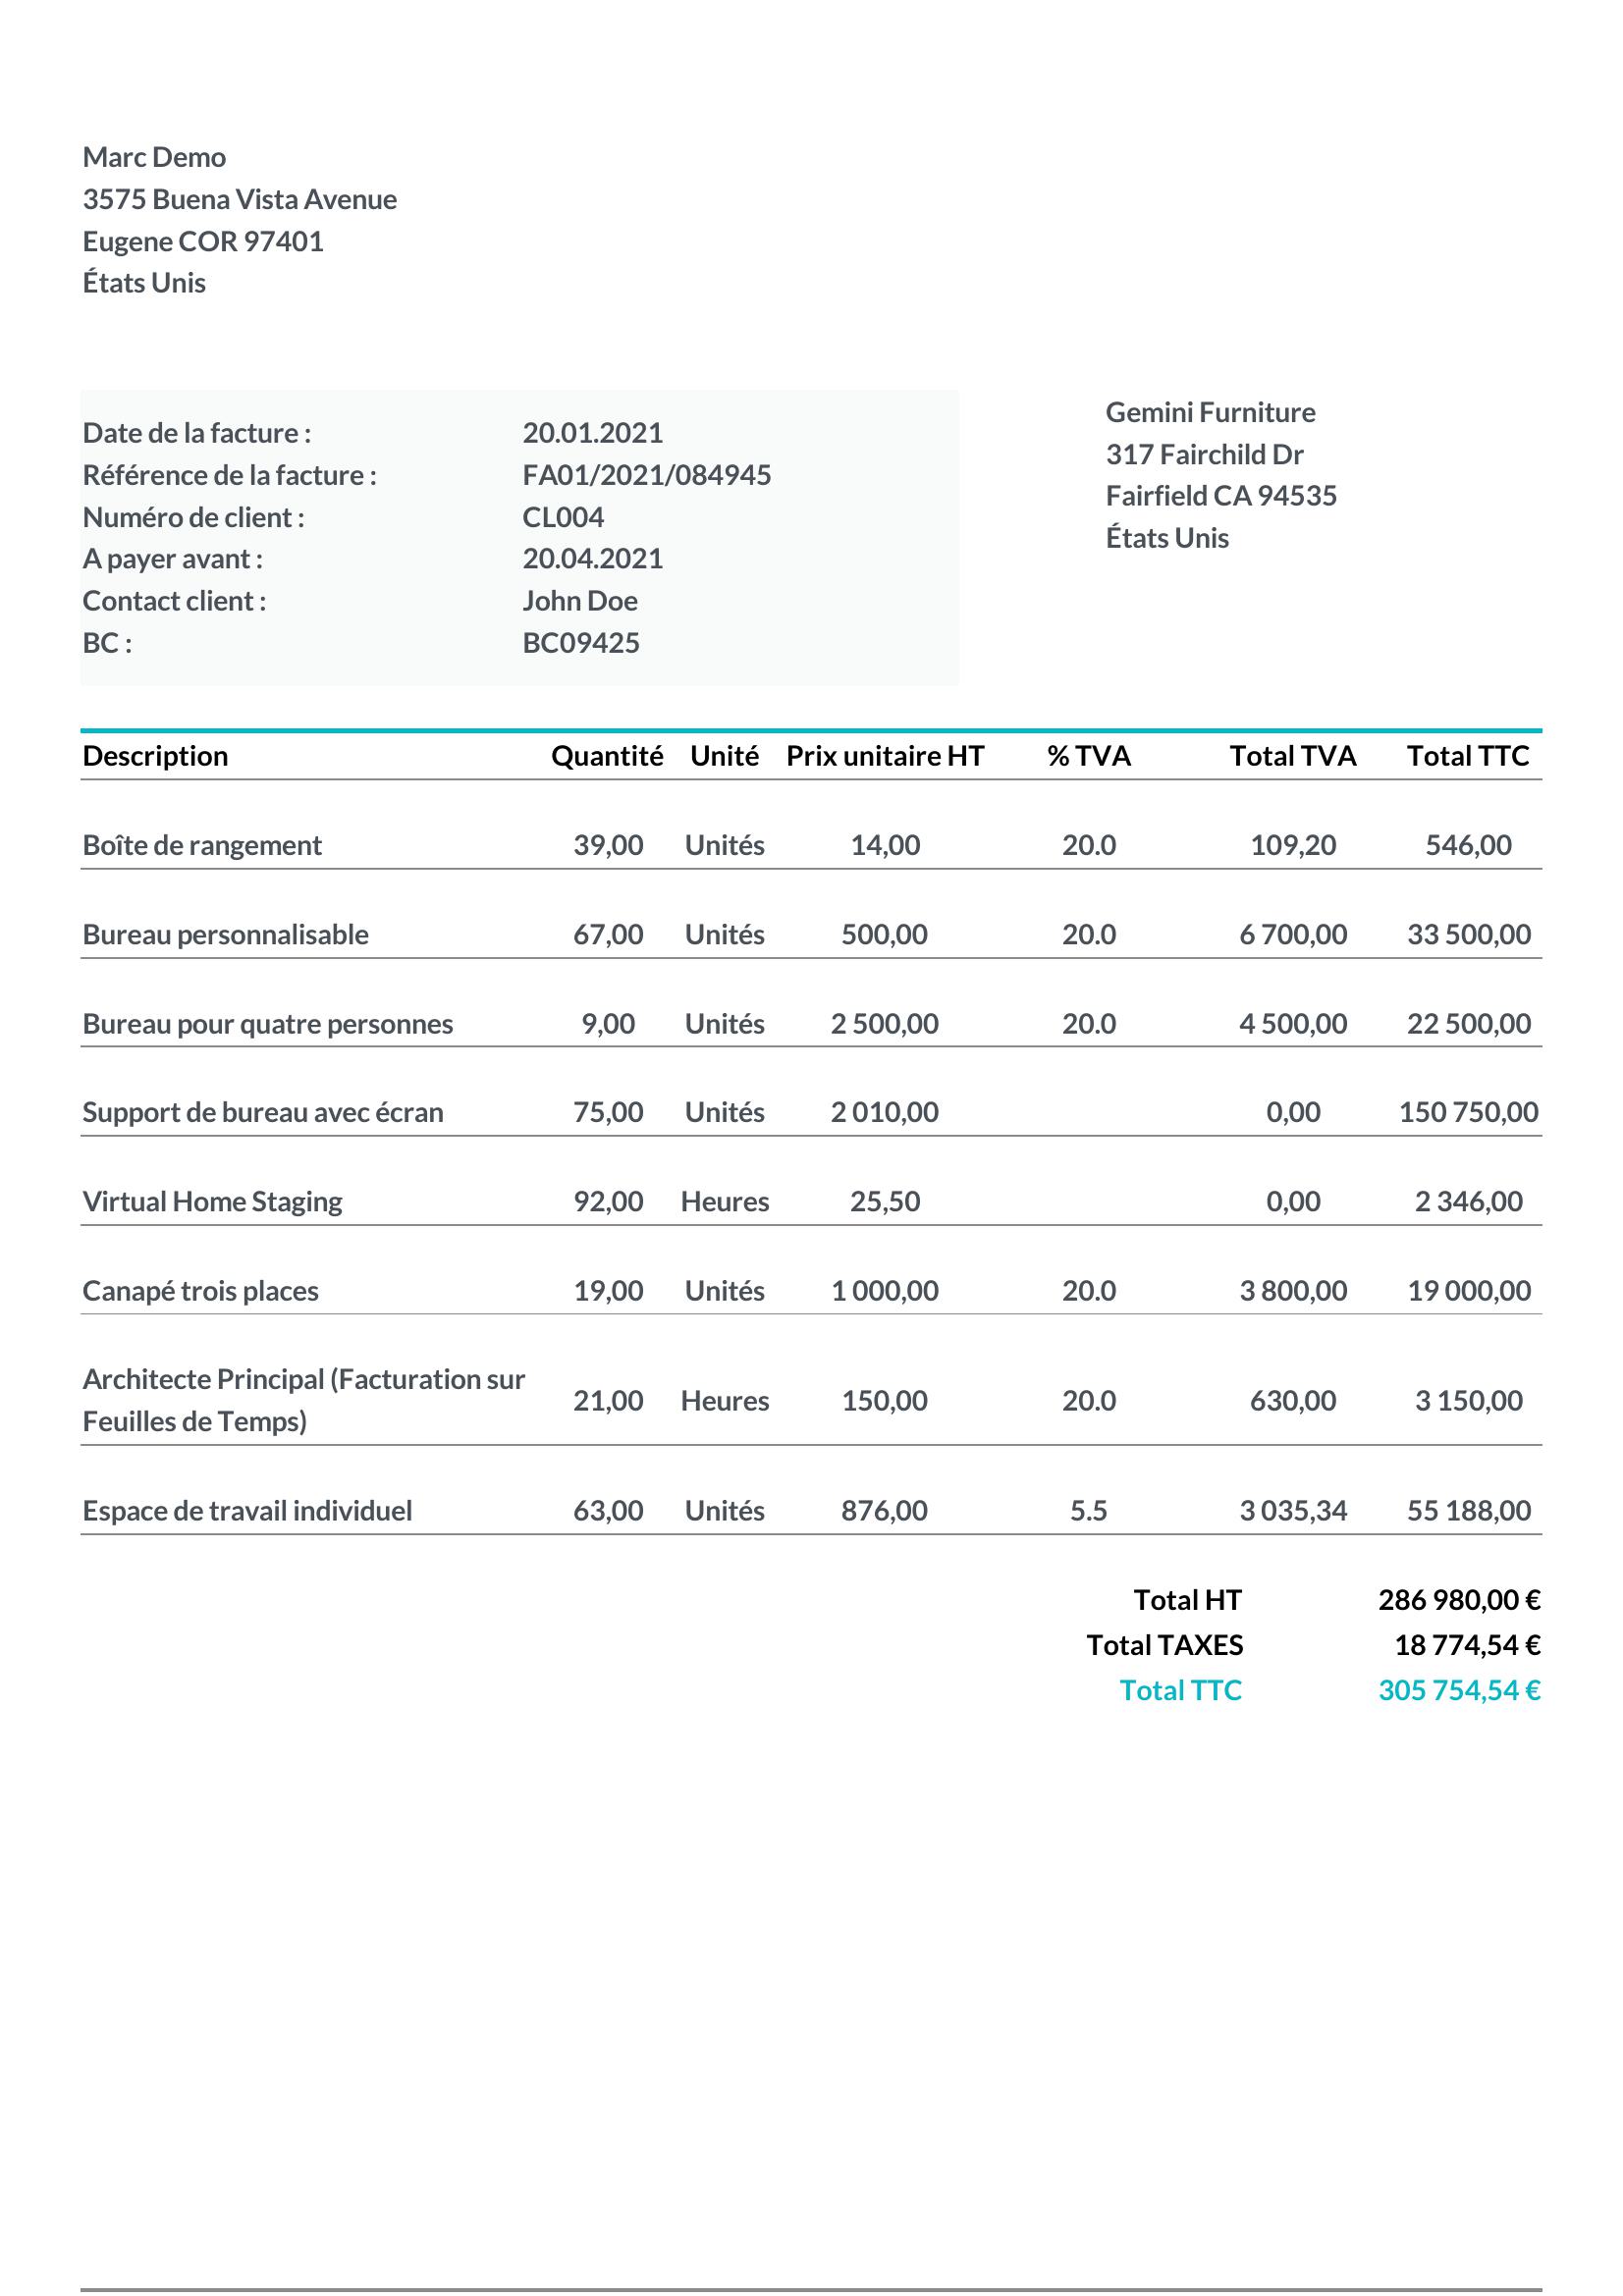 Marc Demo
3575 Buena Vista Avenue
Eugene COR 97401
États Unis
Date de la facture : 20.01.2021
Référence de la facture : FA01/2021/084945
Numéro de client : CL004
A payer avant : 20.04.2021
Contact client : John Doe
BC : BC09425
Gemini Furniture
317 Fairchild Dr
Fairfield CA 94535
États Unis
Description Quantité Unité Prix unitaire HT % TVA Total TVA Total TTC
Boîte de rangement 39,00 Unités 14,00 20.0 109,20 546,00
Bureau personnalisable 67,00 Unités 500,00 20.0 6 700,00 33 500,00
Bureau pour quatre personnes 9,00 Unités 2 500,00 20.0 4 500,00 22 500,00
Support de bureau avec écran 75,00 Unités 2 010,00 0,00 150 750,00
Virtual Home Staging 92,00 Heures 25,50 0,00 2 346,00
Canapé trois places 19,00 Unités 1 000,00 20.0 3 800,00 19 000,00
Architecte Principal (Facturation sur
Feuilles de Temps) 21,00 Heures 150,00 20.0 630,00 3 150,00
Espace de travail individuel 63,00 Unités 876,00 5.5 3 035,34 55 188,00
Total HT 286 980,00 €
Total TAXES 18 774,54 €
Total TTC 305 754,54 €